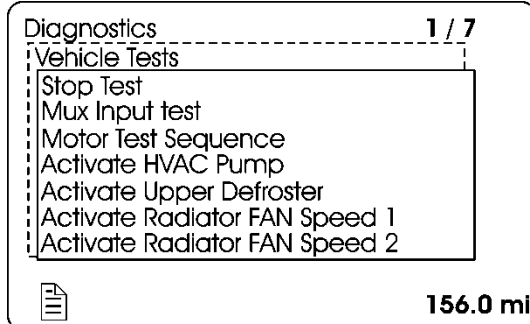 Diagnostics 1 / 7
Vehicle Tests
Stop Test
Mux Input test
Motor Test Sequence
Activate HVAC Pump
Activate Upper Defroster
Activate Radiator FAN Speed 1
Activate Radiator FAN Speed 2
156.0 mi